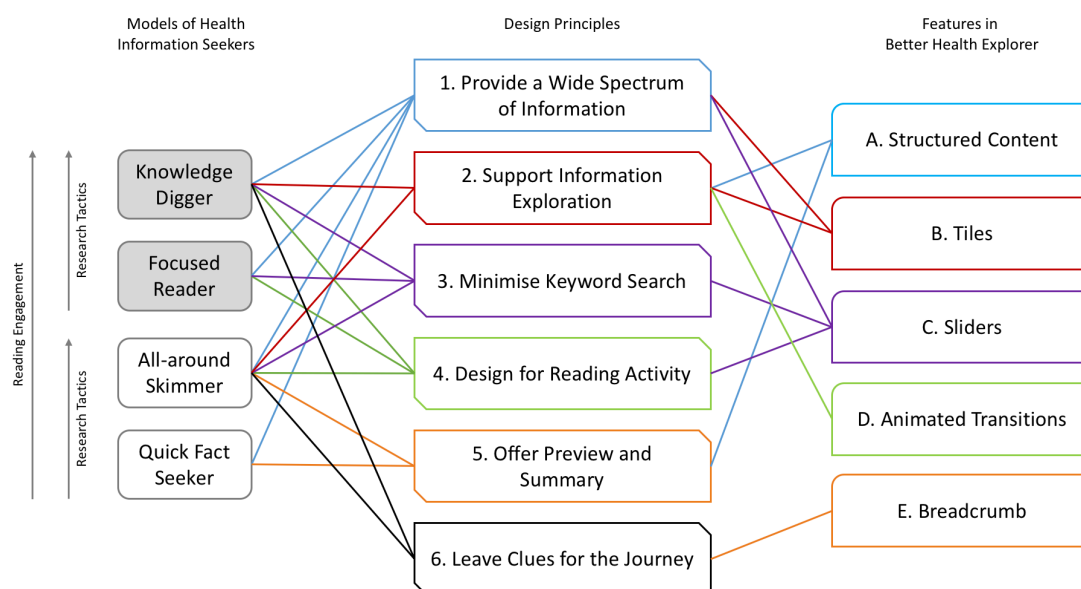 Models of Health
Information Seekers
Design Principles
Features in
Better Health Explorer
Reading Engagement
Research Tactics
Research Tactics
Knowledge
Digger
Focused
Reader
All-around
Skimmer
Quick Fact
Seeker
1. Provide a Wide Spectrum
of Information
2. Support Information
Exploration
3. Minimise Keyword Search
4. Design for Reading Activity
5. Offer Preview and
Summary
6. Leave Clues for the Journey
A. Structured Content
B. Tiles
C. Sliders
D. Animated Transitions
E. Breadcrumb